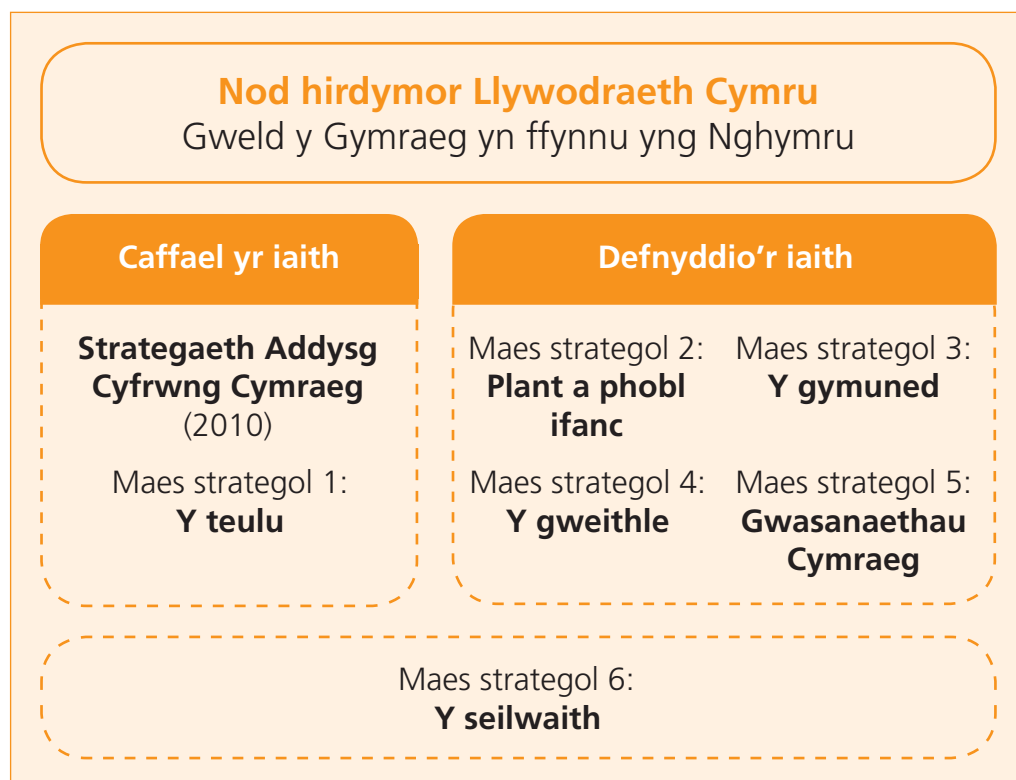 Nod hirdymor Llywodraeth Cymru
Gweld y Gymraeg yn ffynnu yng Nghymru
Caffael yr iaith
Strategaeth Addysg
Cyfrwng Cymraeg
(2010)
Maes strategol 1:
Y teulu
Defnyddio'r iaith
Maes strategol 2:
Plant a phobl
ifanc
Maes strategol 3:
Y gymuned
Maes strategol 4:
Y gweithle
Maes strategol 5:
Gwasanaethau
Cymraeg
Maes strategol 6:
Y seilwaith